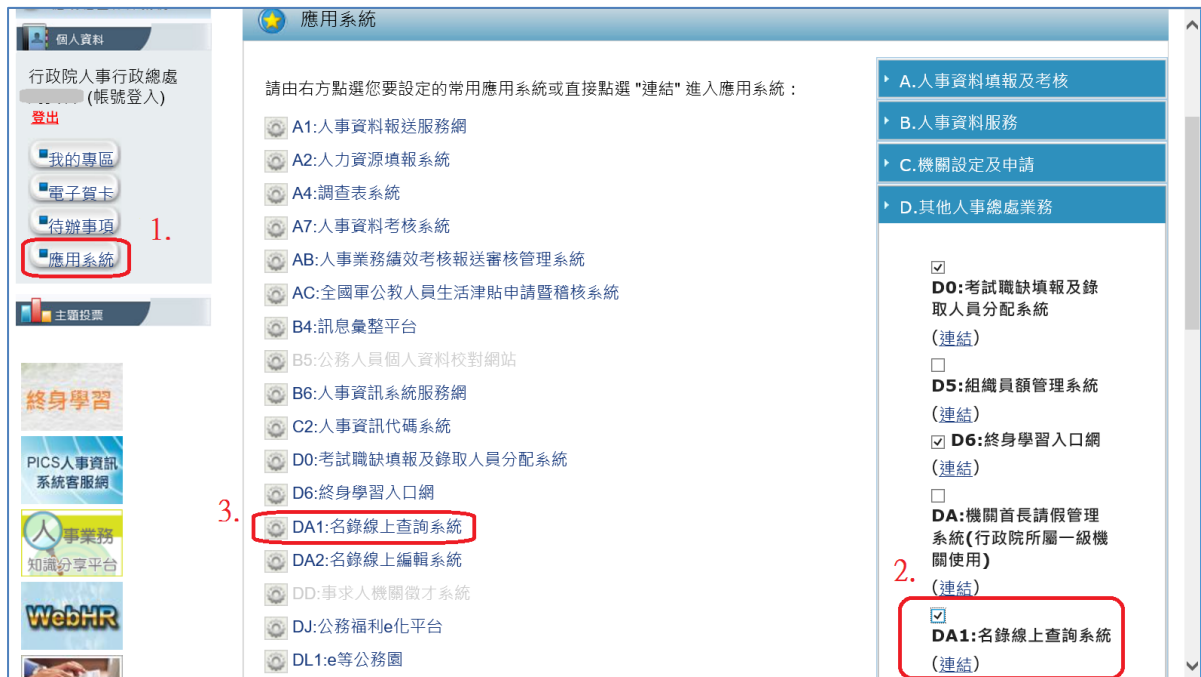 個人資料
行政院人事行政總處
(帳號登入)
登出
我的專區
電子賀卡
待辦事項
1.
應用系統
主題投票
終身學習
PICS人事資訊
系統客服網
人事業務
知識分享平台
WebHR
應用系統
請由右方點選您要設定的常用應用系統或直接點選 "連結" 進入應用系統：
A1:人事資料報送服務網
A2:人力資源填報系統
A4:調查表系統
A7:人事資料考核系統
AB:人事業務績效考核報送審核管理系統
AC:全國軍公教人員生活津貼申請暨稽核系統
B4:訊息彙整平台
B5:公務人員個人資料校對網站
B6:人事資訊系統服務網
C2:人事資訊代碼系統
D0:考試職缺填報及錄取人員分配系統
D6:終身學習入口網
3.
DA1:名錄線上查詢系統
DA2:名錄線上編輯系統
DD:事求人機關徵才系統
DJ:公務福利e化平台
DL1:e等公務園
A.人事資料填報及考核
B.人事資料服務
C.機關設定及申請
D.其他人事總處業務
D0:考試職缺填報及錄
取人員分配系統
(連結)
D5:組織員額管理系統
(連結)
D6:終身學習入口網
(連結)
DA:機關首長請假管理
系統(行政院所屬一級機
關使用)
2.
(連結)
DA1:名錄線上查詢系統
(連結)